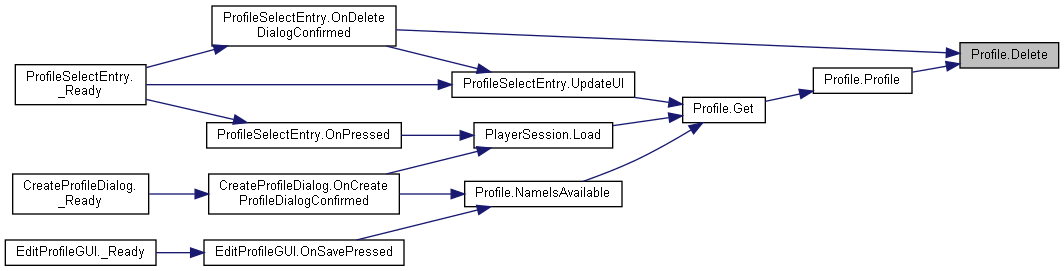 ProfileSelectEntry.OnDelete
DialogConfirmed
Profile.Delete
ProfileSelectEntry.
_Ready
ProfileSelectEntry.UpdateUI
Profile.Profile
Profile.Get
ProfileSelectEntry.OnPressed
PlayerSession.Load
CreateProfileDialog.
_Ready
CreateProfileDialog.OnCreate
ProfileDialogConfirmed
Profile.NameIsAvailable
EditProfileGUI._Ready
EditProfileGUI.OnSavePressed